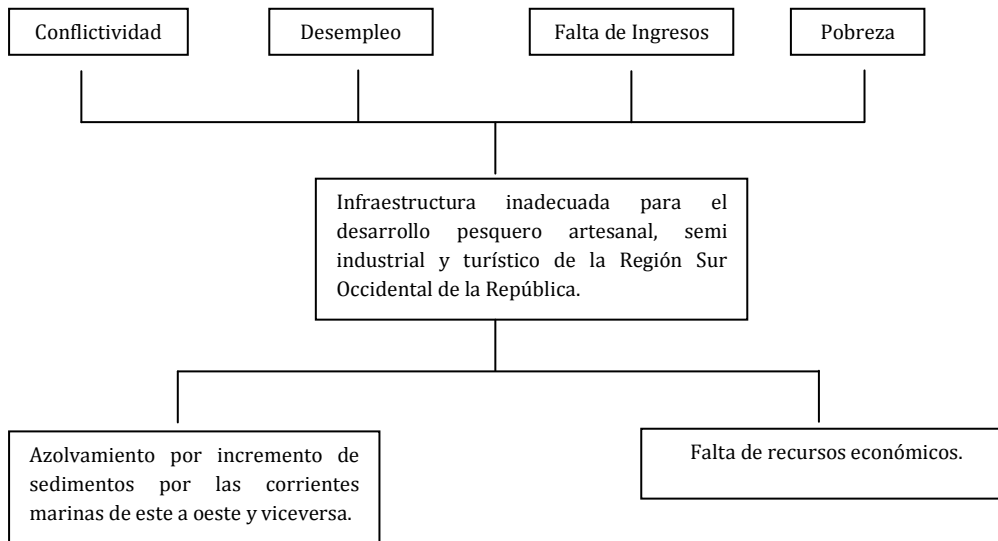 Conflictividad
Desempleo
Falta de Ingresos
Pobreza
Infraestructura inadecuada para el
desarrollo pesquero artesanal, semi
industrial y turístico de la Región Sur
Occidental de la República.
Azolvamiento por incremento de
sedimentos por las corrientes
marinas de este a oeste y viceversa.
Falta de recursos económicos.